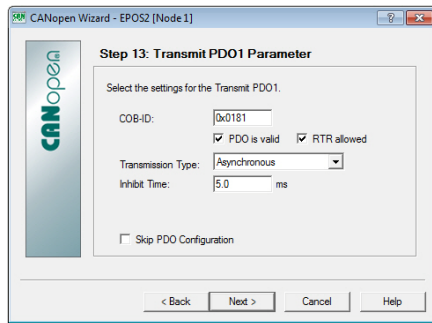 CANopen Wizard - EPOS2 [Node 1]
CANopen
Step 13: Transmit PDO1 Parameter
Select the settings for the Transmit PDO1.
COB-ID: 0x0181
PDO is valid RTR allowed
Transmission Type: Asynchronous
Inhibit Time: 5.0 ms
Skip PDO Configuration
< Back Next > Cancel Help